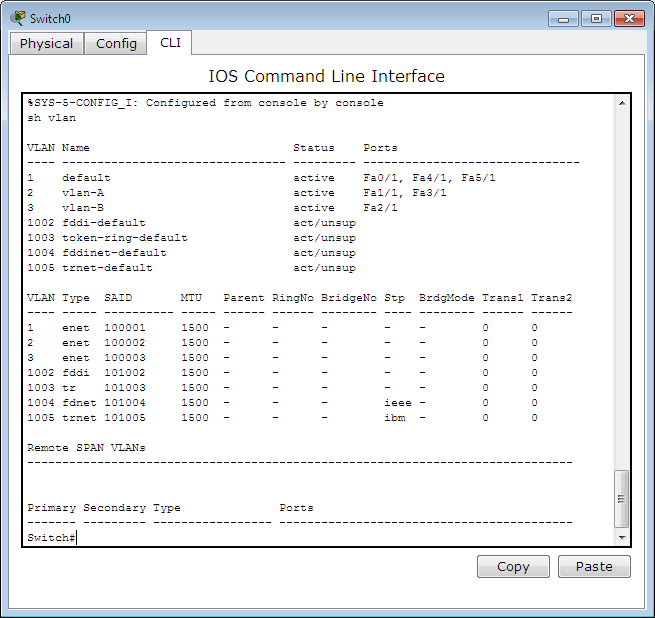 Switch0
Physical Config CLI
IOS Command Line Interface
%SYS-5-CONFIG_I: Configured from console by console
sh vlan
VLAN Name                             Status    Ports
---- -------------------------------- --------- -------------------------------
1    default                          active    Fa0/1, Fa4/1, Fa5/1
2    vlan-A                           active    Fa1/1, Fa3/1
3    vlan-B                           active    Fa2/1
1002 fddi-default                     act/unsup
1003 token-ring-default               act/unsup
1004 fddinet-default                  act/unsup
1005 trnet-default                    act/unsup
VLAN Type  SAID       MTU   Parent RingNo BridgeNo Stp  BrdgMode Trans1 Trans2
---- ----- ---------- ----- ------ ------ -------- ---- -------- ------ ------
1    enet  100001     1500  -      -      -        -    -        0      0
2    enet  100002     1500  -      -      -        -    -        0      0
3    enet  100003     1500  -      -      -        -    -        0      0
1002 fddi  101002     1500  -      -      -        -    -        0      0
1003 tr    101003     1500  -      -      -        -    -        0      0
1004 fdnet 101004     1500  -      -      -        ieee -        0      0
1005 trnet 101005     1500  -      -      -        ibm  -        0      0
Remote SPAN VLANs
------------------------------------------------------------------------------
Primary Secondary Type              Ports
------- --------- ----------------- ------------------------------------------
Switch#
Copy Paste